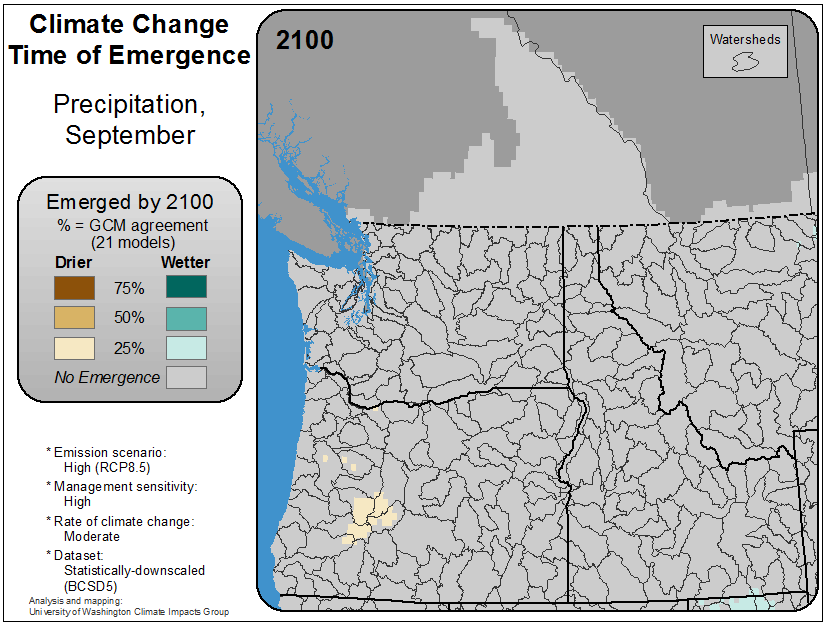 Climate Change
Time of Emergence
Precipitation,
September
Emerged by 2100
% = GCM agreement
(21 models)
Drier Wetter
75%
50%
25%
No Emergence
* Emission scenario:
High (RCP8.5)
* Management sensitivity:
High
* Rate of climate change:
Moderate
* Dataset:
Statistically-downscaled
(BCSD5)
Analysis and mapping:
University of Washington Climate Impacts Group
2100
Watersheds